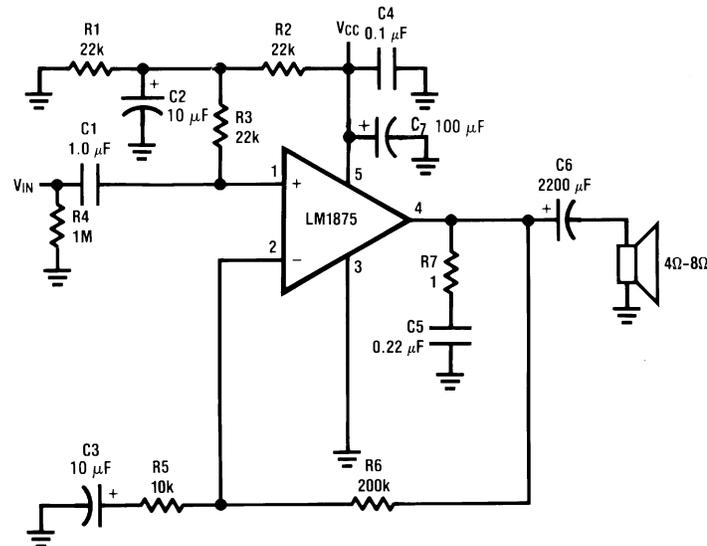 R1
22k
R2
22k
VCC
C4
0.1 μF
+
C2
10 μF
R3
22k
+
C7 100 μF
C1
1.0 μF
VIN
R4
1M
1
+
5
LM1875
4
2
−
3
C6
2200 μF
+
4Ω-8Ω
R7
1
C5
0.22 μF
C3
10 μF
+
R5
10k
R6
200k